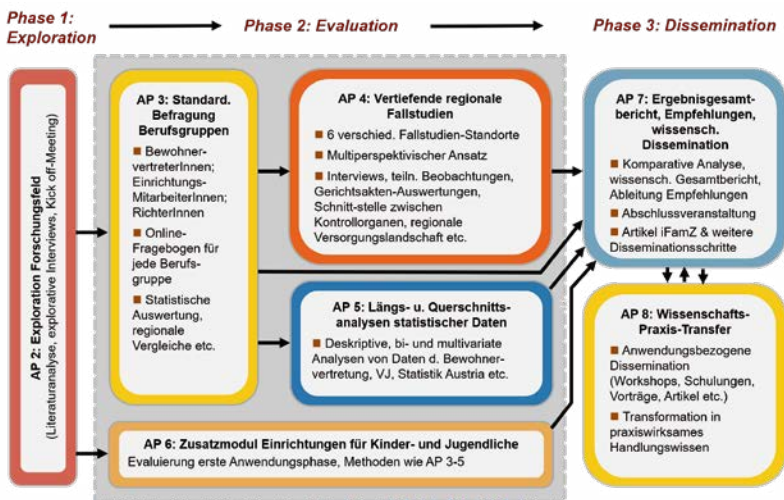 Phase 1:
Exploration
Phase 2: Evaluation
Phase 3: Dissemination
AP 2: Exploration Forschungsfeld
(Literaturanalyse, explorative Interviews, Kick off-Meeting)
AP 3: Standard.
Befragung
Berufsgruppen
Bewohner-
vertreterInnen;
Einrichtungs-
MitarbeiterInnen;
RichterInnen
Online-
Fragebogen für
jede Berufs-
gruppe
Statistische
Auswertung,
regionale
Vergleiche etc.
AP 4: Vertiefende regionale
Fallstudien
6 verschied. Fallstudien-Standorte
Multiperspektivischer Ansatz
Interviews, teiln. Beobachtungen,
Gerichtsakten-Auswertungen,
Schnitt-stelle zwischen
Kontrollorganen, regionale
Versorgungslandschaft etc.
AP 5: Längs- u. Querschnitts-
analysen statistischer Daten
Deskriptive, bi- und multivariate
Analysen von Daten d. Bewohner-
vertretung, VJ, Statistik Austria etc.
AP 6: Zusatzmodul Einrichtungen für Kinder- und Jugendliche
Evaluierung erste Anwendungsphase, Methoden wie AP 3-5
AP 7: Ergebnisgesamt-
bericht, Empfehlungen,
wissensch.
Dissemination
Komparative Analyse,
wissensch. Gesamtbericht,
Ableitung Empfehlungen
Abschlussveranstaltung
Artikel iFamZ & weitere
Disseminationsschritte
AP 8: Wissenschafts-
Praxis-Transfer
Anwendungsbezogene
Dissemination
(Workshops, Schulungen,
Vorträge, Artikel etc.)
Transformation in
praxiswirksames
Handlungswissen